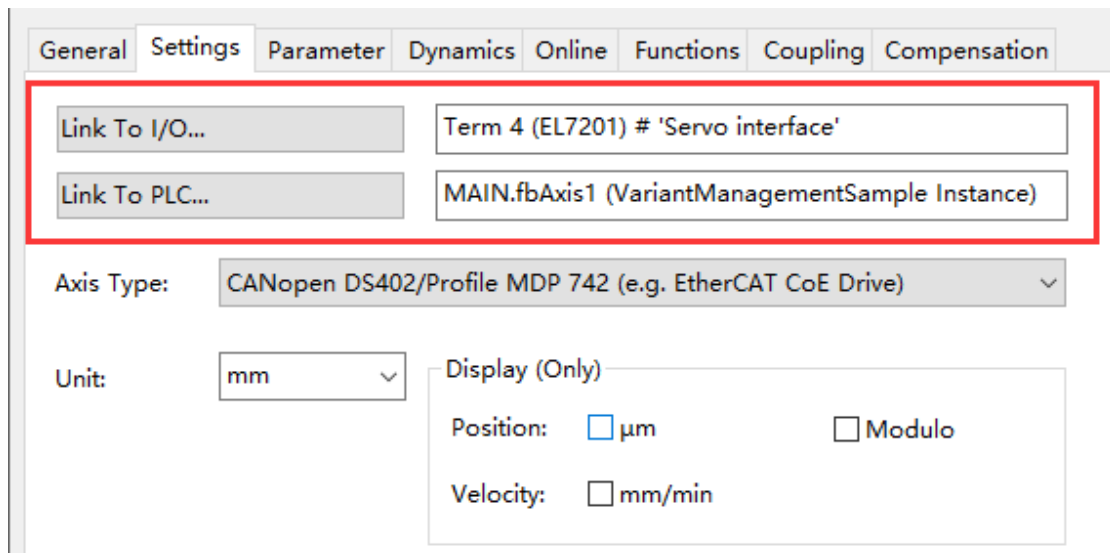 General Settings Parameter Dynamics Online Functions Coupling Compensation
Link To I/O... Term 4 (EL7201) # 'Servo interface'
Link To PLC... MAIN.fbAxis1 (VariantManagementSample Instance)
Axis Type: CANopen DS402/Profile MDP 742 (e.g. EtherCAT CoE Drive)
Unit: mm Display (Only)
Position: μm Modulo
Velocity: mm/min